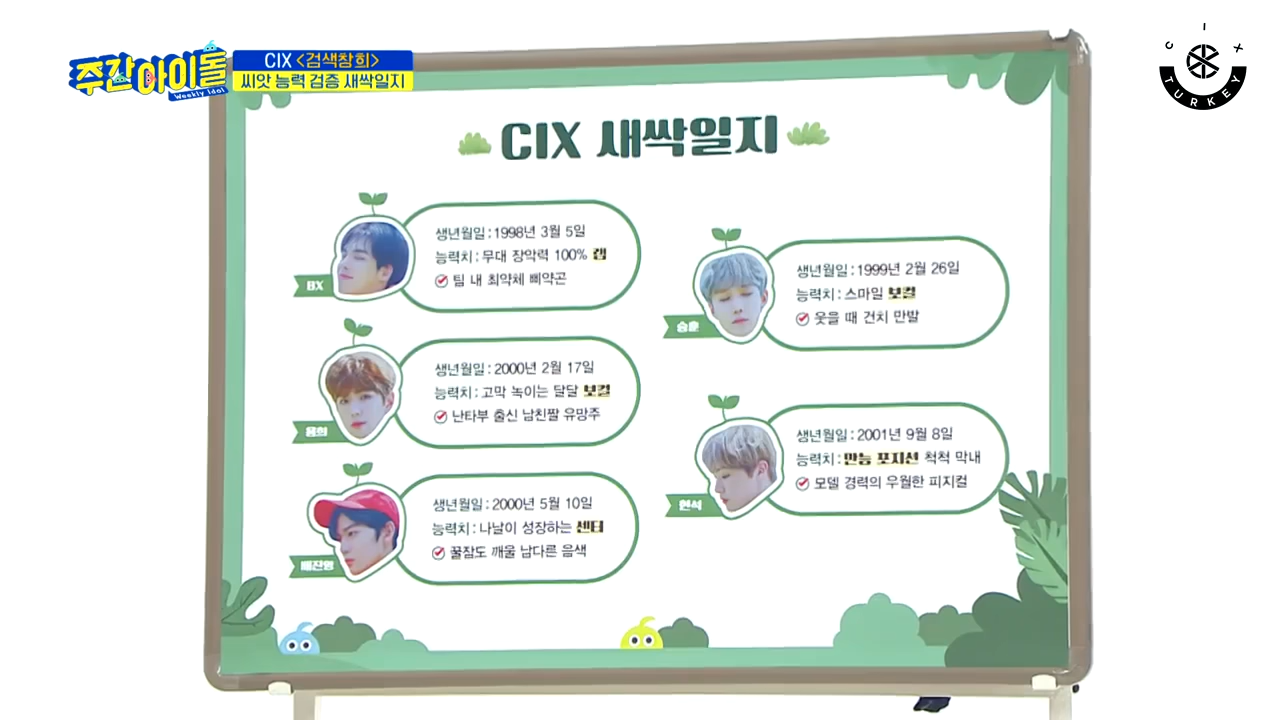 주간아이돌
Weekly Idol
CIX <검색창희>
씨앗 능력 검증 새싹일지
CIX
TURKEY
CIX 새싹일지
BX
생년월일 : 1998년 3월 5일
능력치 : 무대 장악력 100% 랩
팀 내 최약체 삐약곤
용희
생년월일 : 2000년 2월 17일
능력치 : 고막 녹이는 달달 보컬
난타부 출신 남친짤 유망주
배진영
생년월일 : 2000년 5월 10일
능력치 : 나날이 성장하는 센터
꿀잠도 깨울 남다른 음색
승훈
생년월일 : 1999년 2월 26일
능력치 : 스마일 보컬
웃을 때 건치 만발
현석
생년월일 : 2001년 9월 8일
능력치 : 만능 포지션 척척 막내
모델 경력의 우월한 피지컬